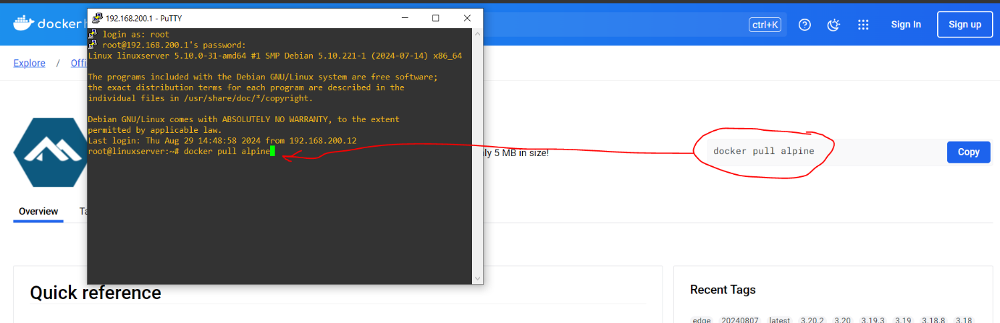 docker h
192.168.200.1 - PuTTY
ctrl+K
Sign In
Sign up
login as: root
root@192.168.200.1's password:
Linux linuxserver 5.10.0-31-amd64 #1 SMP Debian 5.10.221-1 (2024-07-14) x86_64
Explore / Offi
The programs included with the Debian GNU/Linux system are free software;
the exact distribution terms for each program are described in the
individual files in /usr/share/doc/*/copyright.
Debian GNU/Linux comes with ABSOLUTELY NO WARRANTY, to the extent
permitted by applicable law.
Last login: Thu Aug 29 14:48:58 2024 from 192.168.200.12
root@linuxserver:~# docker pull alpine
ly 5 MB in size!
docker pull alpine
Copy
Overview
Ta
Quick reference
Recent Tags
edge 20240807 latest 3.20.2 3.20 3.19.3 3.19 3.18.8 3.18